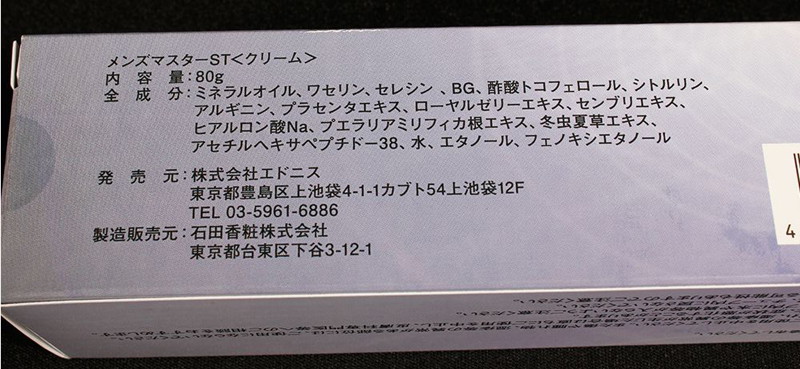 メンズマスターST<クリーム>
内容量:80g
全成分:ミネラルオイル、ワセリン、セレシン 、BG、酢酸トコフェロール、シトルリン、
アルギニン、プラセンタエキス、ローヤルゼリーエキス、センブリエキス、
ヒアルロン酸Na、プエラリアミリフィカ根エキス、冬虫夏草エキス、
アセチルヘキサペプチドー38、水、エタノール、フェノキシエタノール
発売元:株式会社エドニス
東京都豊島区上池袋4-1-1カブト54上池袋12F
TEL 03-5961-6886
製造販売元:石田香粧株式会社
東京都台東区下谷3-12-1
4